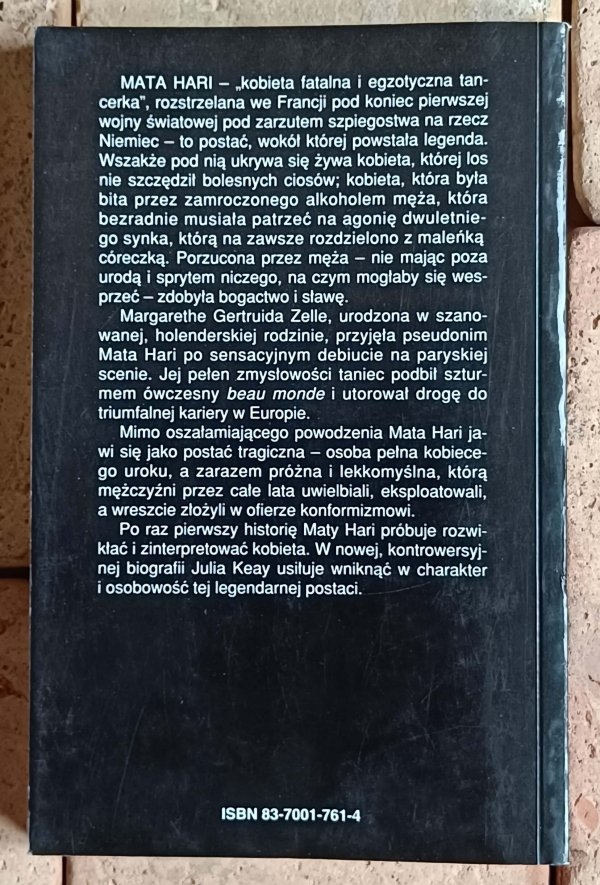 MATA HARI – „kobieta fatalna i egzotyczna tan-
cerka”, rozstrzelana we Francji pod koniec pierwszej
wojny światowej pod zarzutem szpiegostwa na rzecz
Niemiec – to postać, wokół której powstała legenda.
Wszakże pod nią ukrywa się żywa kobieta, której los
nie szczędził bolesnych ciosów; kobieta, która była
bita przez zamroczonego alkoholem męża, która
bezradnie musiała patrzeć na agonię dwuletnie-
go synka, którą na zawsze rozdzielono z maleńką
córeczką. Porzucona przez męża – nie mając poza
urodą i sprytem niczego, na czym mogłaby się wes-
przeć – zdobyła bogactwo i sławę.
Margarethe Gertruida Zelle, urodzona w szano-
wanej, holenderskiej rodzinie, przyjęła pseudonim
Mata Hari po sensacyjnym debiucie na paryskiej
scenie. Jej pełen zmysłowości taniec podbił sztur-
mem ówczesny beau monde i utorował drogę do
triumfalnej kariery w Europie.
Mimo oszałamiającego powodzenia Mata Hari ja-
wi się jako postać tragiczna – osoba pełna kobiece-
go uroku, a zarazem próżna i lekkomyślna, którą
mężczyźni przez całe lata uwielbiali, eksploatowali,
a wreszcie złożyli w ofierze konformizmowi.
Po raz pierwszy historię Maty Hari próbuje rozwi-
kłać i zinterpretować kobieta. W nowej, kontrowersyj-
nej biografii Julia Keay usiłuje wniknąć w charakter
i osobowość tej legendarnej postaci.
ISBN 83-7001-761-4